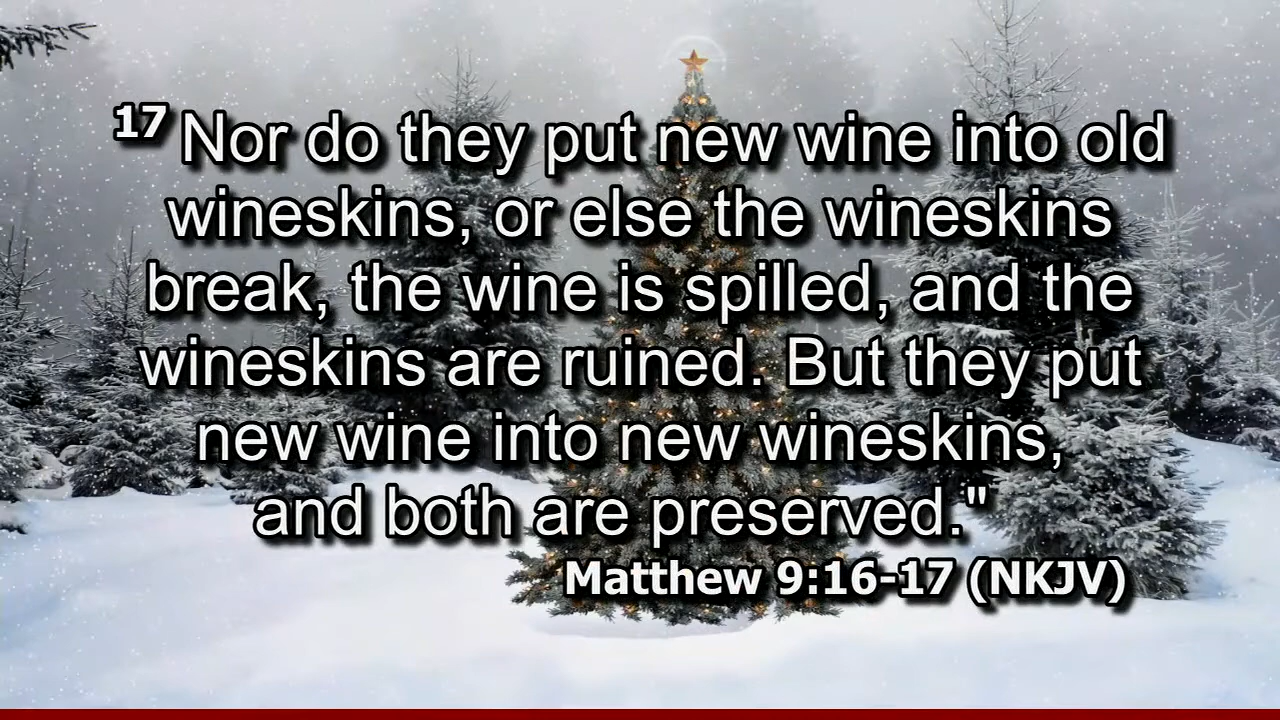 17 Nor do they put new wine into old
wineskins, or else the wineskins
break, the wine is spilled, and the
wineskins are ruined. But they put
new wine into new wineskins,
and both are preserved."
Matthew 9:16-17 (NKJV)